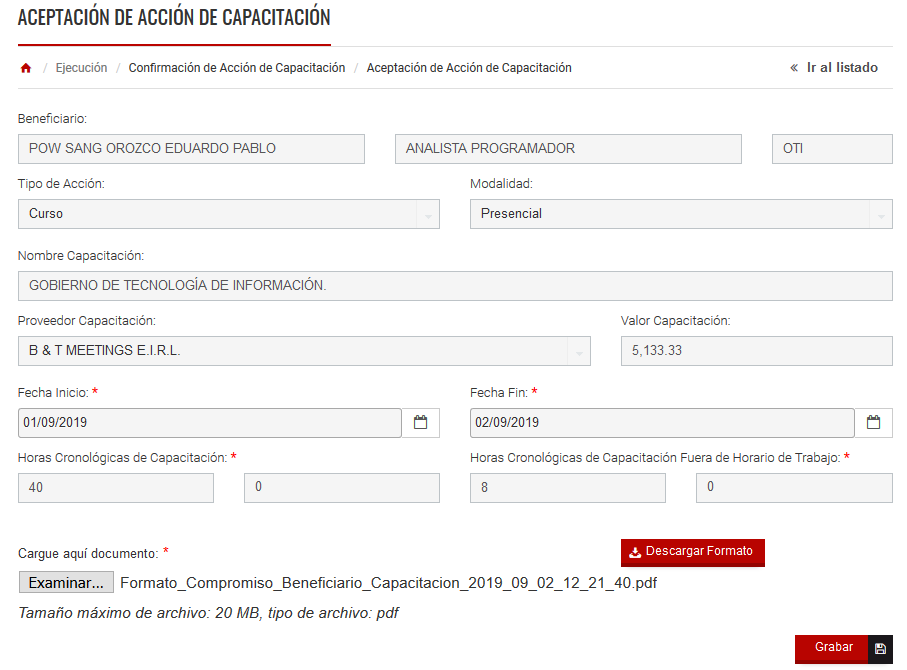 ACEPTACIÓN DE ACCIÓN DE CAPACITACIÓN
/ Ejecución / Confirmación de Acción de Capacitación / Aceptación de Acción de Capacitación « Ir al listado
Beneficiario:
POW SANG OROZCO EDUARDO PABLO ANALISTA PROGRAMADOR OTI
Tipo de Acción: Modalidad:
Curso Presencial
Nombre Capacitación:
GOBIERNO DE TECNOLOGÍA DE INFORMACIÓN.
Proveedor Capacitación: Valor Capacitación:
B & T MEETINGS E.I.R.L. 5,133.33
Fecha Inicio: * Fecha Fin: *
01/09/2019 02/09/2019
Horas Cronológicas de Capacitación: * Horas Cronológicas de Capacitación Fuera de Horario de Trabajo: *
40 0 8 0
Cargue aquí documento: * Descargar Formato
Examinar... Formato_Compromiso_Beneficiario_Capacitacion_2019_09_02_12_21_40.pdf
Tamaño máximo de archivo: 20 MB, tipo de archivo: pdf
Grabar